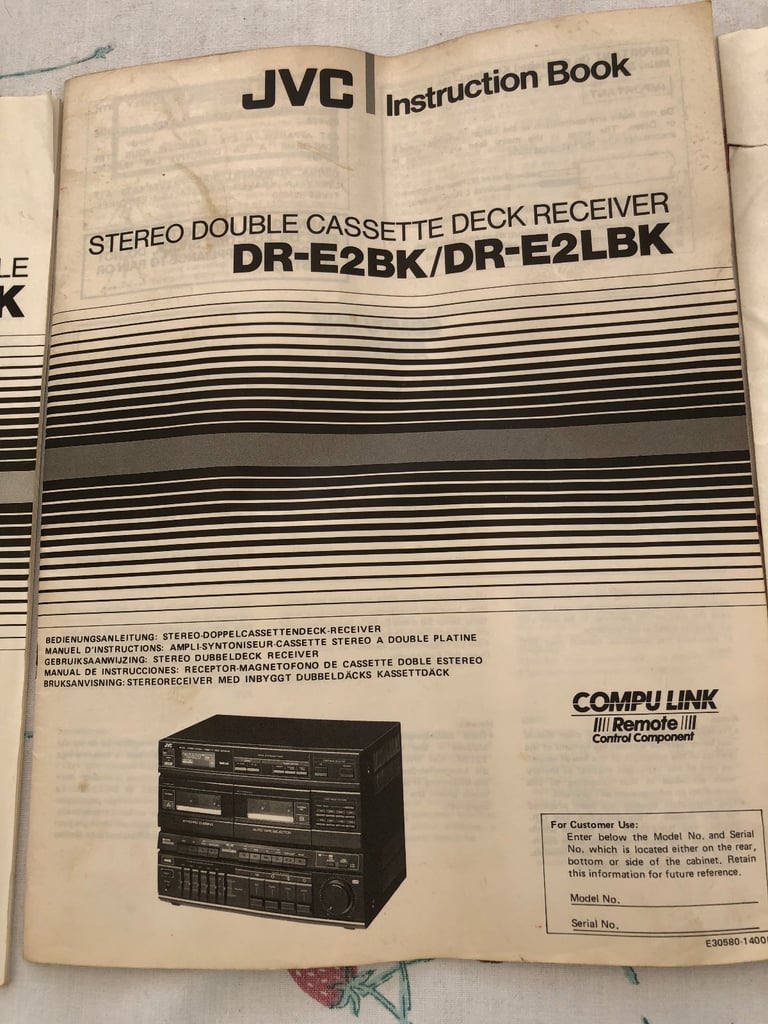 LE
K
JVC Instruction Book
STEREO DOUBLE CASSETTE DECK RECEIVER
DR-E2BK/DR-E2LBK
BEDIENUNGSANLEITUNG: STEREO-DOPPELCASSETTENDECK-RECEIVER
MANUEL D'INSTRUCTIONS: AMPLI-SYNTONISEUR-CASSETTE STEREO A DOUBLE PLATINE
GEBRUIKSAANWIJZING: STEREO DUBBELDECK RECEIVER
MANUAL DE INSTRUCCIONES: RECEPTOR-MAGNETOFONO DE CASSETTE DOBLE ESTEREO
BRUKSANVISNING: STEREORECEIVER MED INBYGGT DUBBELDÄCKS KASSETTDÄCK
COMPU LINK
Remote
Control Component
JVC
For Customer Use:
Enter below the Model No. and Serial
No. which is located either on the rear,
bottom or side of the cabinet. Retain
this information for future reference.
Model No.
Serial No.
E30580-1400